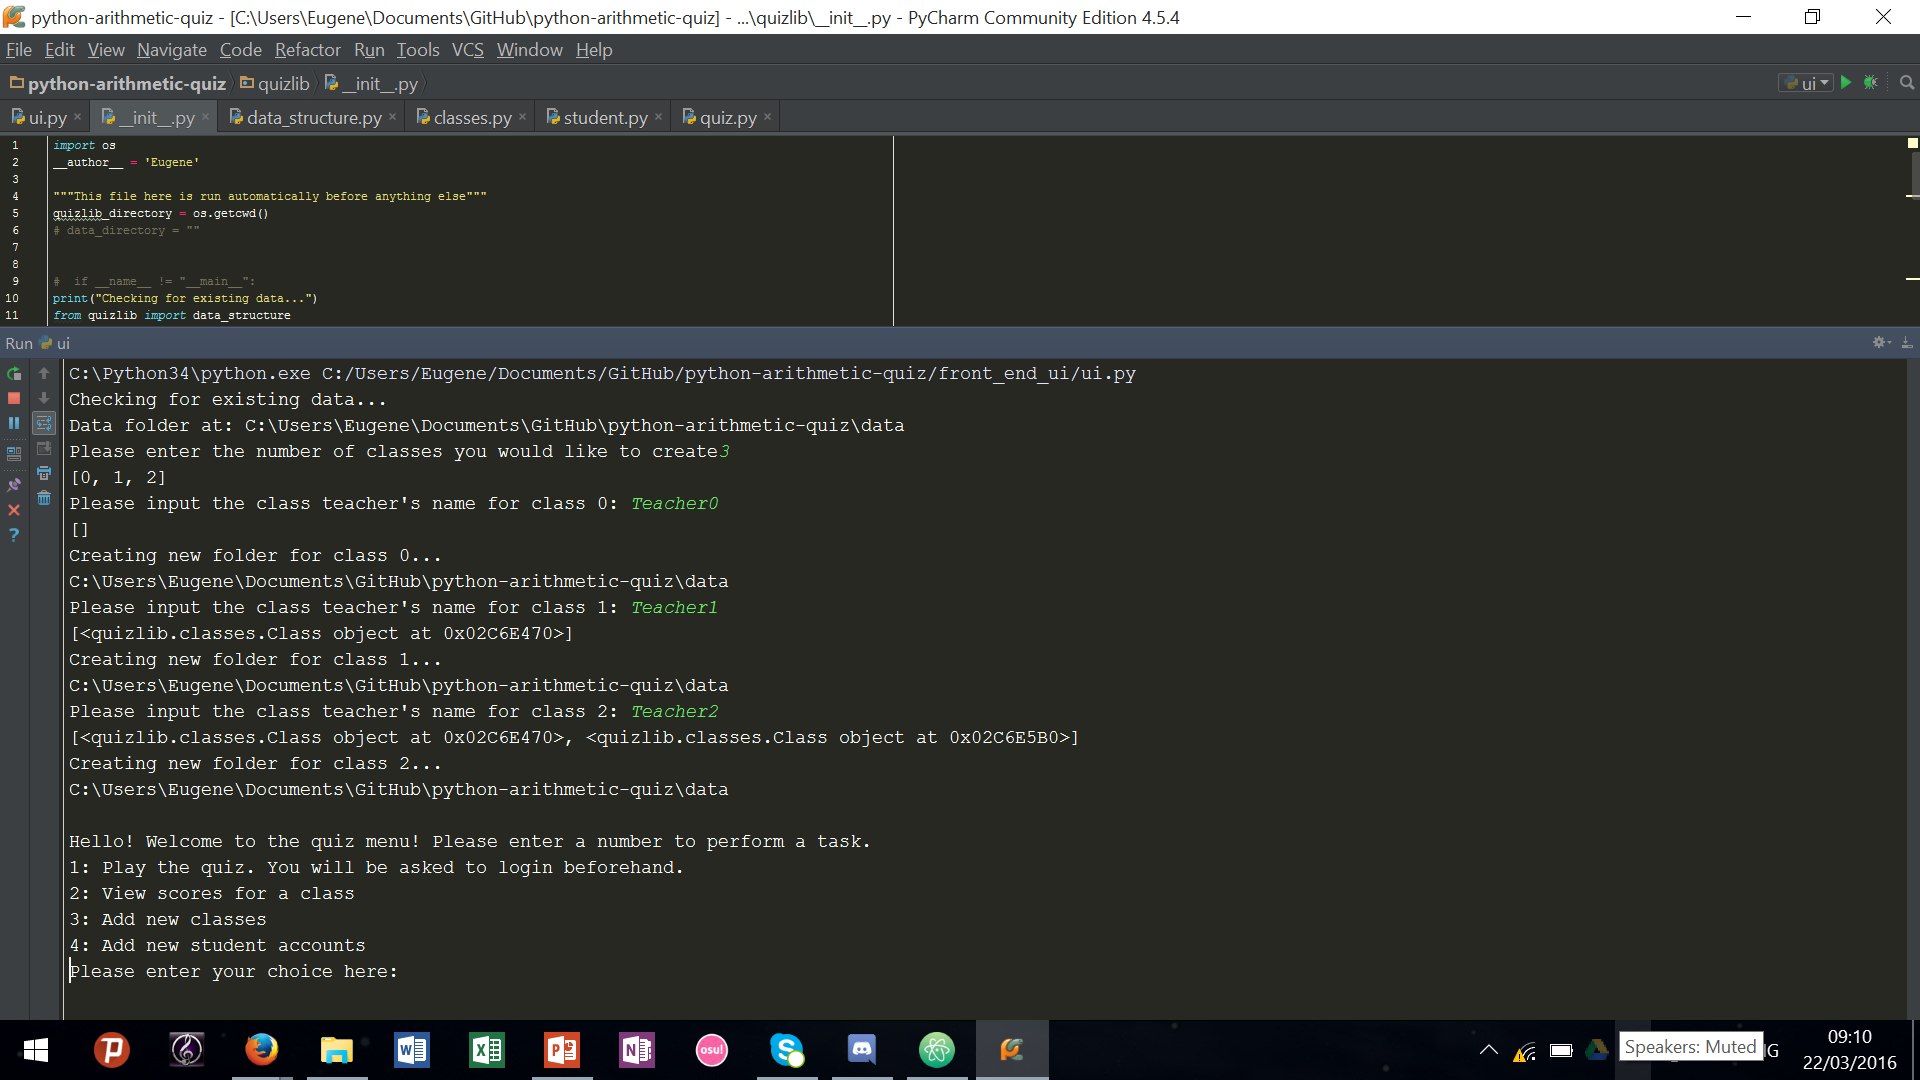 python-arithmetic-quiz - [C:\Users\Eugene\Documents\GitHub\python-arithmetic-quiz] - ...\quizlib\__init__.py - PyCharm Community Edition 4.5.4
File Edit View Navigate Code Refactor Run Tools VCS Window Help
python-arithmetic-quiz quizlib __init__.py ui
ui.py __init__.py data_structure.py classes.py student.py quiz.py
1 import os
2 __author__ = 'Eugene'
3
4 """This file here is run automatically before anything else"""
5 quizlib_directory = os.getcwd()
6 # data_directory = ""
7
8
9 #  if __name__ != "__main__":
10 print("Checking for existing data...")
11 from quizlib import data_structure
Run ui
C:\Python34\python.exe C:/Users/Eugene/Documents/GitHub/python-arithmetic-quiz/front_end_ui/ui.py
Checking for existing data...
Data folder at: C:\Users\Eugene\Documents\GitHub\python-arithmetic-quiz\data
Please enter the number of classes you would like to create3
[0, 1, 2]
Please input the class teacher's name for class 0: Teacher0
[]
Creating new folder for class 0...
C:\Users\Eugene\Documents\GitHub\python-arithmetic-quiz\data
Please input the class teacher's name for class 1: Teacher1
[<quizlib.classes.Class object at 0x02C6E470>]
Creating new folder for class 1...
C:\Users\Eugene\Documents\GitHub\python-arithmetic-quiz\data
Please input the class teacher's name for class 2: Teacher2
[<quizlib.classes.Class object at 0x02C6E470>, <quizlib.classes.Class object at 0x02C6E5B0>]
Creating new folder for class 2...
C:\Users\Eugene\Documents\GitHub\python-arithmetic-quiz\data
Hello! Welcome to the quiz menu! Please enter a number to perform a task.
1: Play the quiz. You will be asked to login beforehand.
2: View scores for a class
3: Add new classes
4: Add new student accounts
Please enter your choice here:
osu!
Speakers: Muted
09:10
22/03/2016